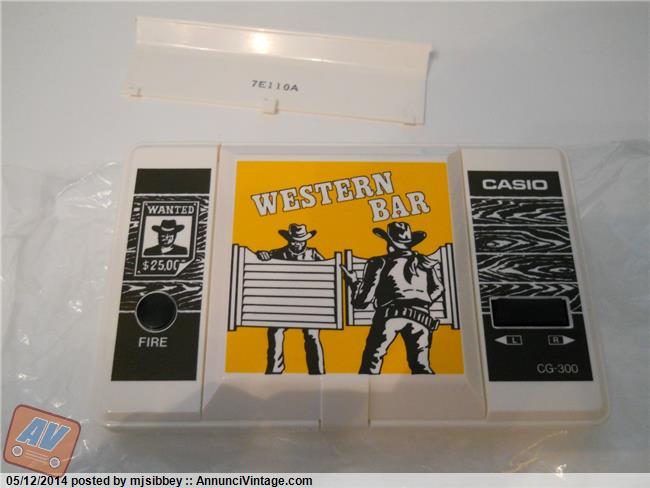 7E110A
WESTERN
BAR
CASIO
WANTED
$25,00
FIRE
L R
CG-300
AV
05/12/2014 posted by mjsibbey :: AnnunciVintage.com